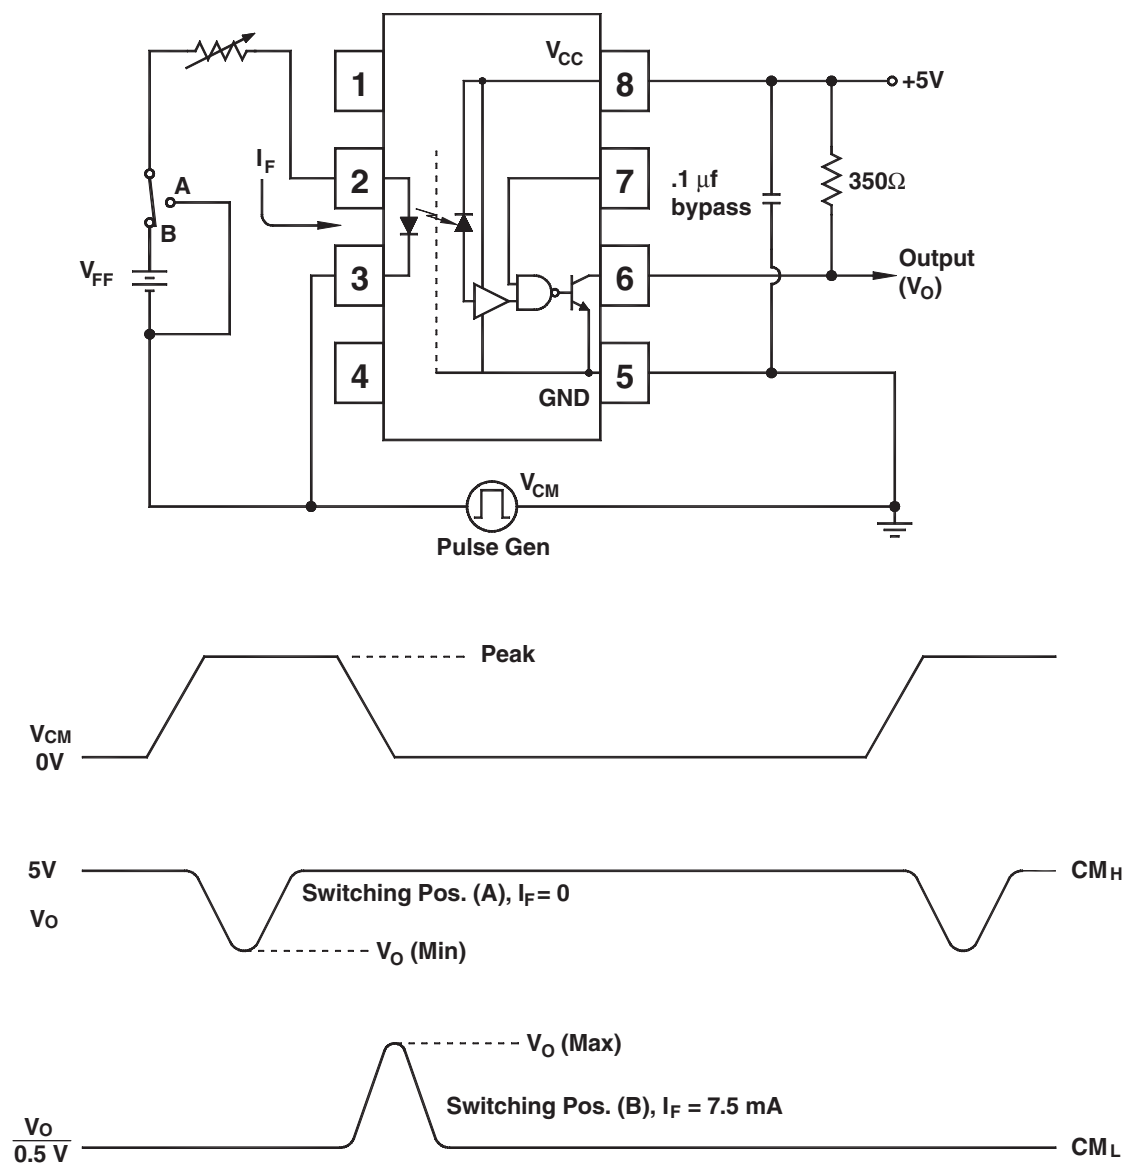 V_CC
1
8
+5V
I_F
A
2
7
.1 μf
bypass
350Ω
B
V_FF
3
6
Output
(V_O)
4
5
GND
V_CM
Pulse Gen
Peak
V_CM
0V
5V
CM_H
Switching Pos. (A), I_F = 0
V_O
V_O (Min)
V_O (Max)
Switching Pos. (B), I_F = 7.5 mA
V_O
0.5 V
CM_L